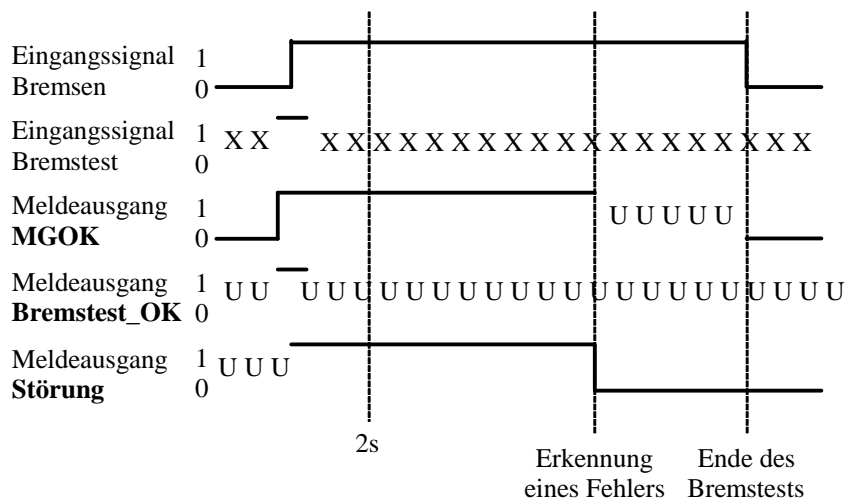 Eingangssignal 1
Bremsen 0
Eingangssignal 1
Bremstest 0
X X X X X X X X X X X X X X X X X X X X X
Meldeausgang 1
MGOK 0
U U U U U
Meldeausgang 1
Bremstest_OK 0
U U U U U U U U U U U U U U U U U U U U U U U
Meldeausgang 1
Störung 0
U U U
2s
Erkennung
eines Fehlers
Ende des
Bremstests